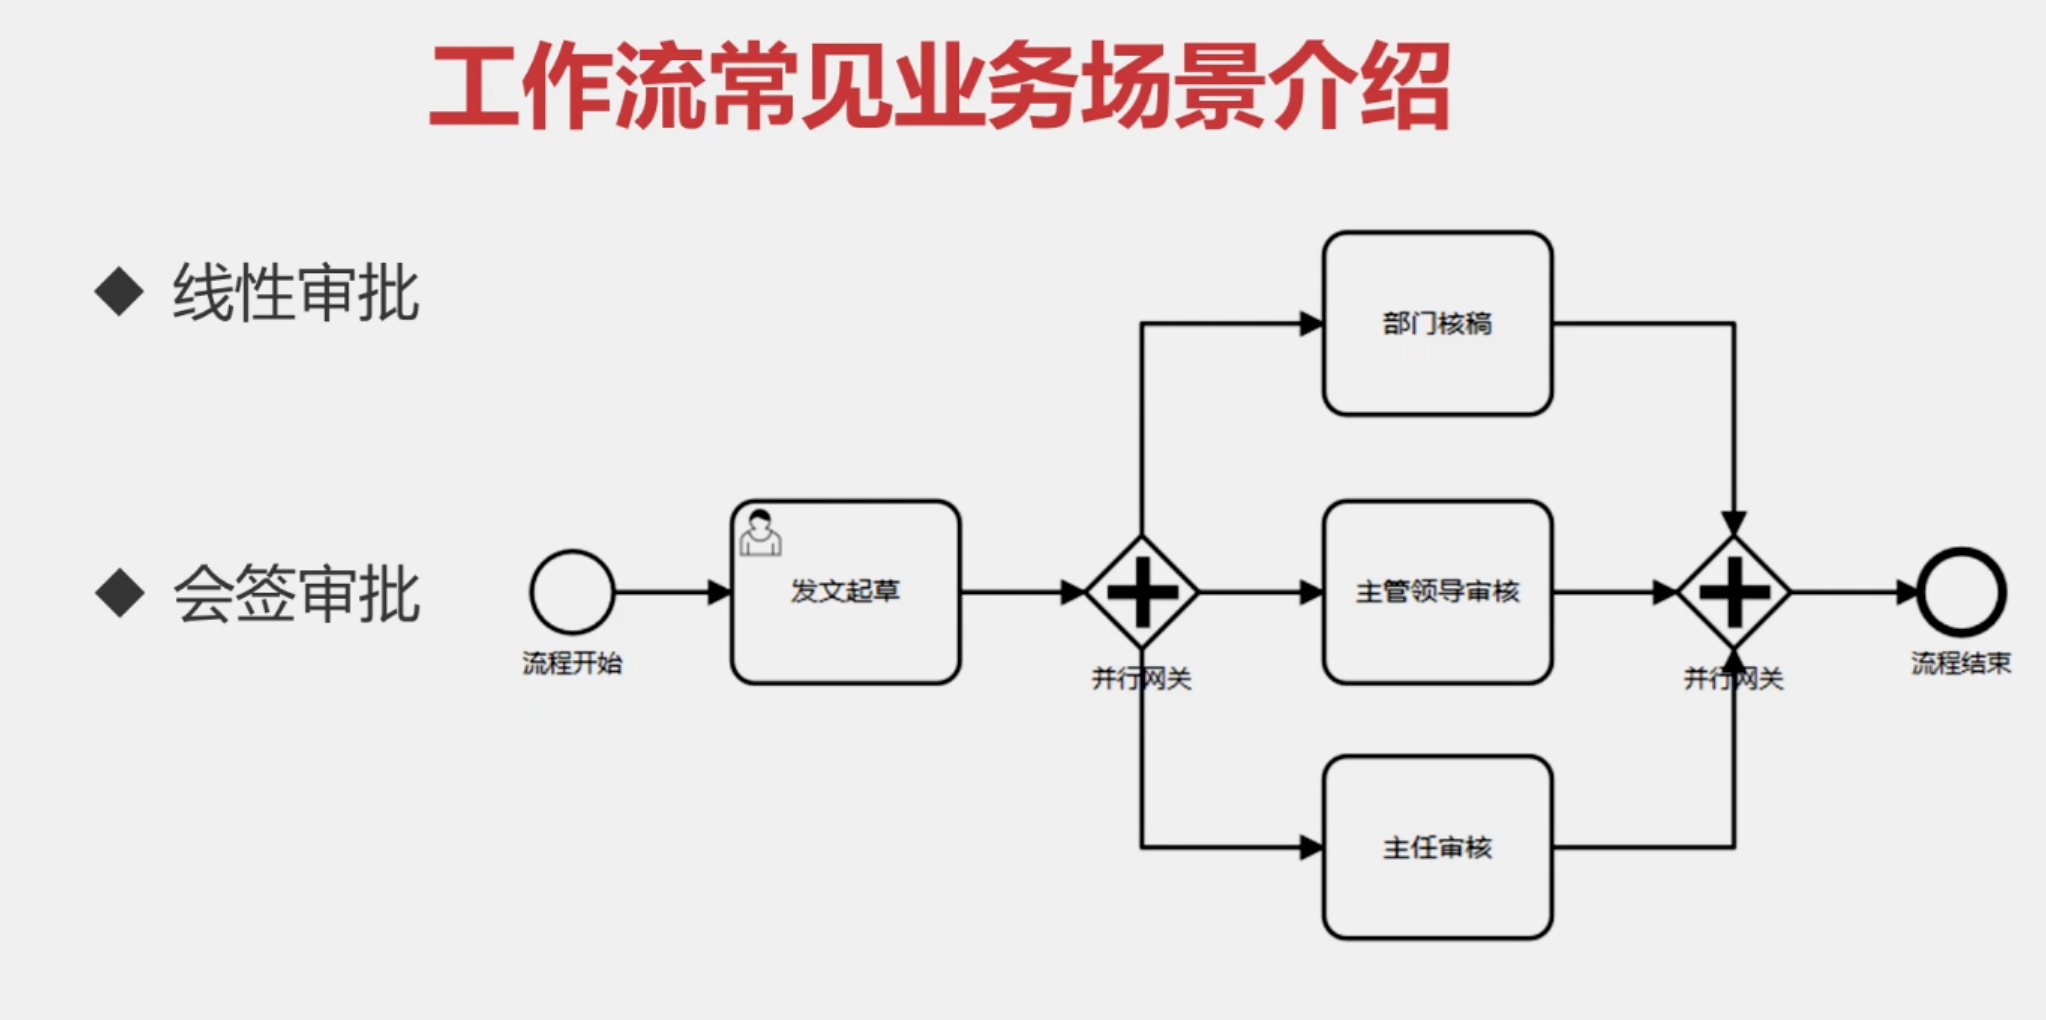 工作流常见业务场景介绍
线性审批
会签审批
部门核稿
发文起草
主管领导审核
流程开始
并行网关
并行网关
流程结束
主任审核